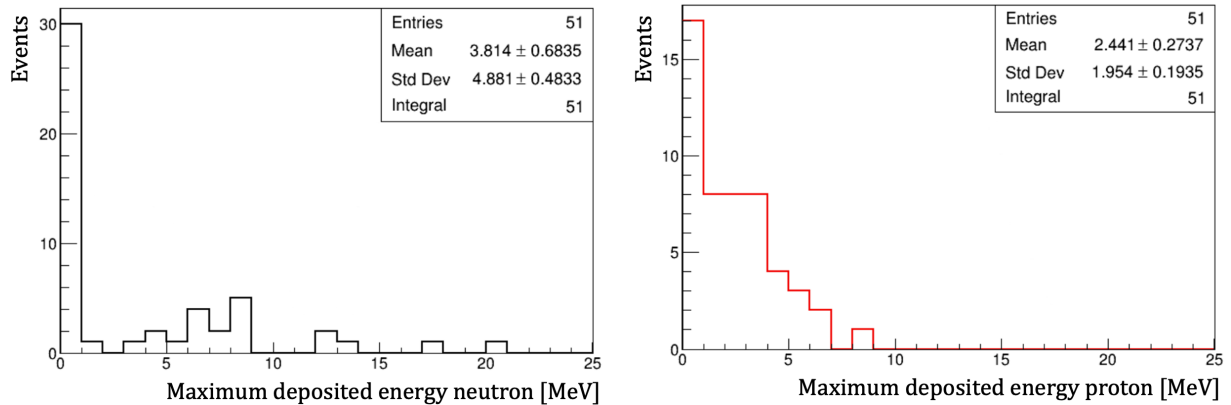 Events
30
20
10
0
Entries 51
Mean 3.814 ± 0.6835
Std Dev 4.881 ± 0.4833
Integral 51
0 5 10 15 20 25
Maximum deposited energy neutron [MeV]
Events
15
10
5
0
Entries 51
Mean 2.441 ± 0.2737
Std Dev 1.954 ± 0.1935
Integral 51
0 5 10 15 20 25
Maximum deposited energy proton [MeV]